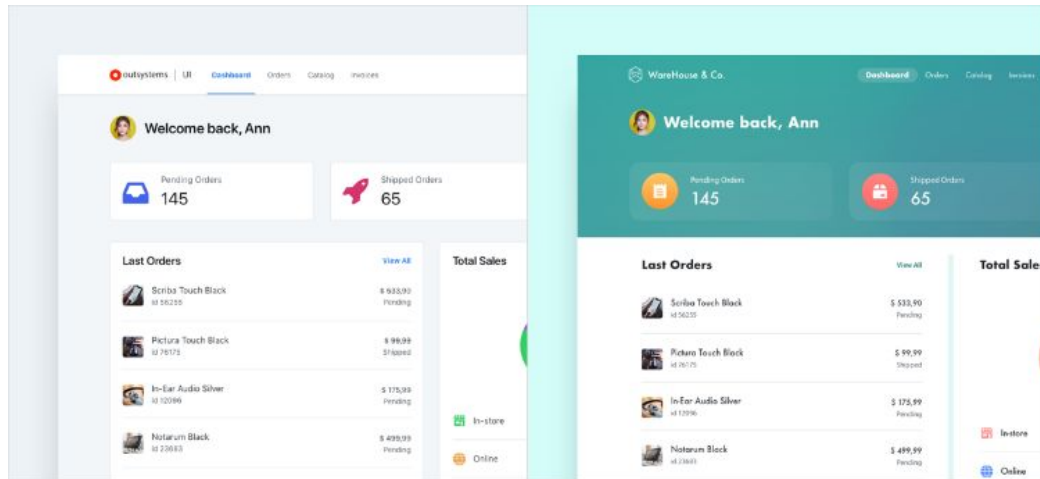 outsystems | UI Dashboard Orders Catalog Invoices
Welcome back, Ann
Pending Orders
145
Shipped Orders
65
Last Orders View All
Scriba Touch Black $ 533,90
id 56255 Pending
Pictura Touch Black $ 99,99
id 76175 Shipped
In-Ear Audio Silver $ 175,99
id 12096 Pending
Notarum Black $ 499,99
id 23683 Pending
Total Sales
In-store
Online
WareHouse & Co. Dashboard Orders Catalog Invoices
Welcome back, Ann
Pending Orders
145
Shipped Orders
65
Last Orders View All
Scriba Touch Black $ 533,90
id 56255 Pending
Pictura Touch Black $ 99,99
id 76175 Shipped
In-Ear Audio Silver $ 175,99
id 12096 Pending
Notarum Black $ 499,99
id 23683 Pending
Total Sale
In-store
Online